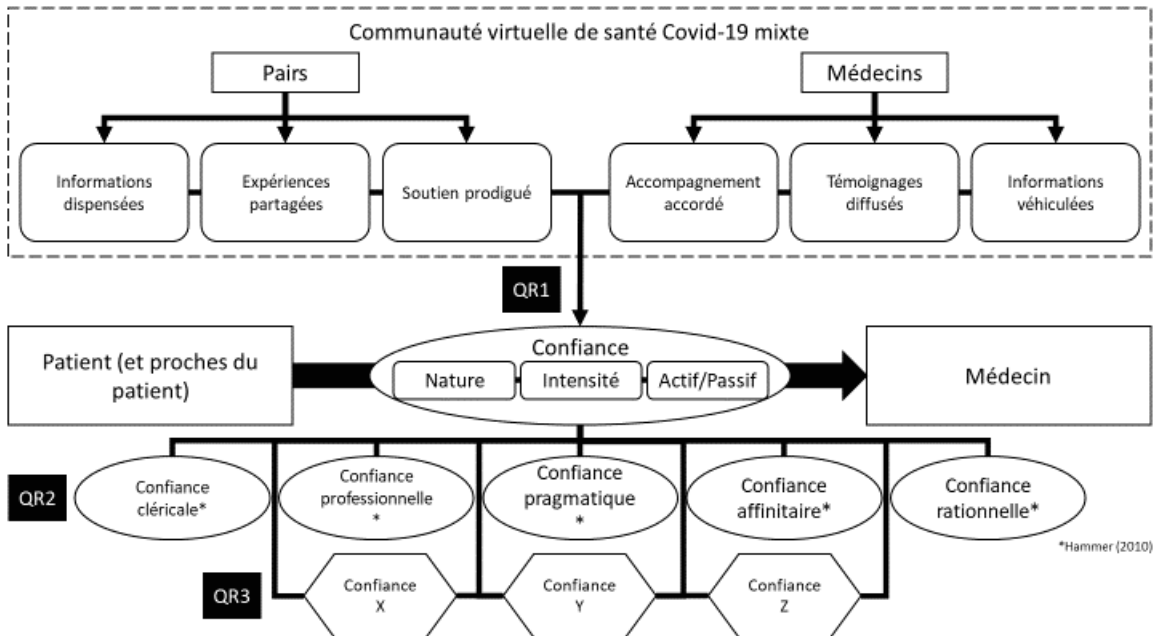 Communauté virtuelle de santé Covid-19 mixte
Pairs
Médecins
Informations
dispensées
Expériences
partagées
Soutien prodigué
Accompagnement
accordé
Témoignages
diffusés
Informations
véhiculées
QR1
Patient (et proches du
patient)
Confiance
Nature
Intensité
Actif/Passif
Médecin
QR2
Confiance
cléricale*
Confiance
professionnelle
*
Confiance
pragmatique
*
Confiance
affinitaire*
Confiance
rationnelle*
*Hammer (2010)
QR3
Confiance
X
Confiance
Y
Confiance
Z